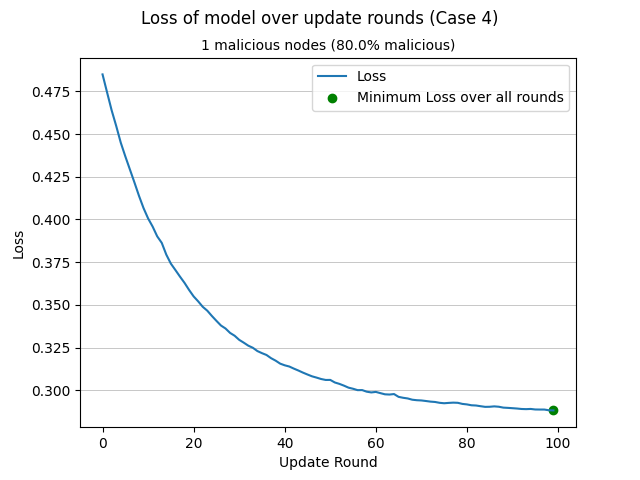 Loss of model over update rounds (Case 4)
1 malicious nodes (80.0% malicious)
Loss
Minimum Loss over all rounds
0.475
0.450
0.425
0.400
0.375
0.350
0.325
0.300
Loss
0 20 40 60 80 100
Update Round